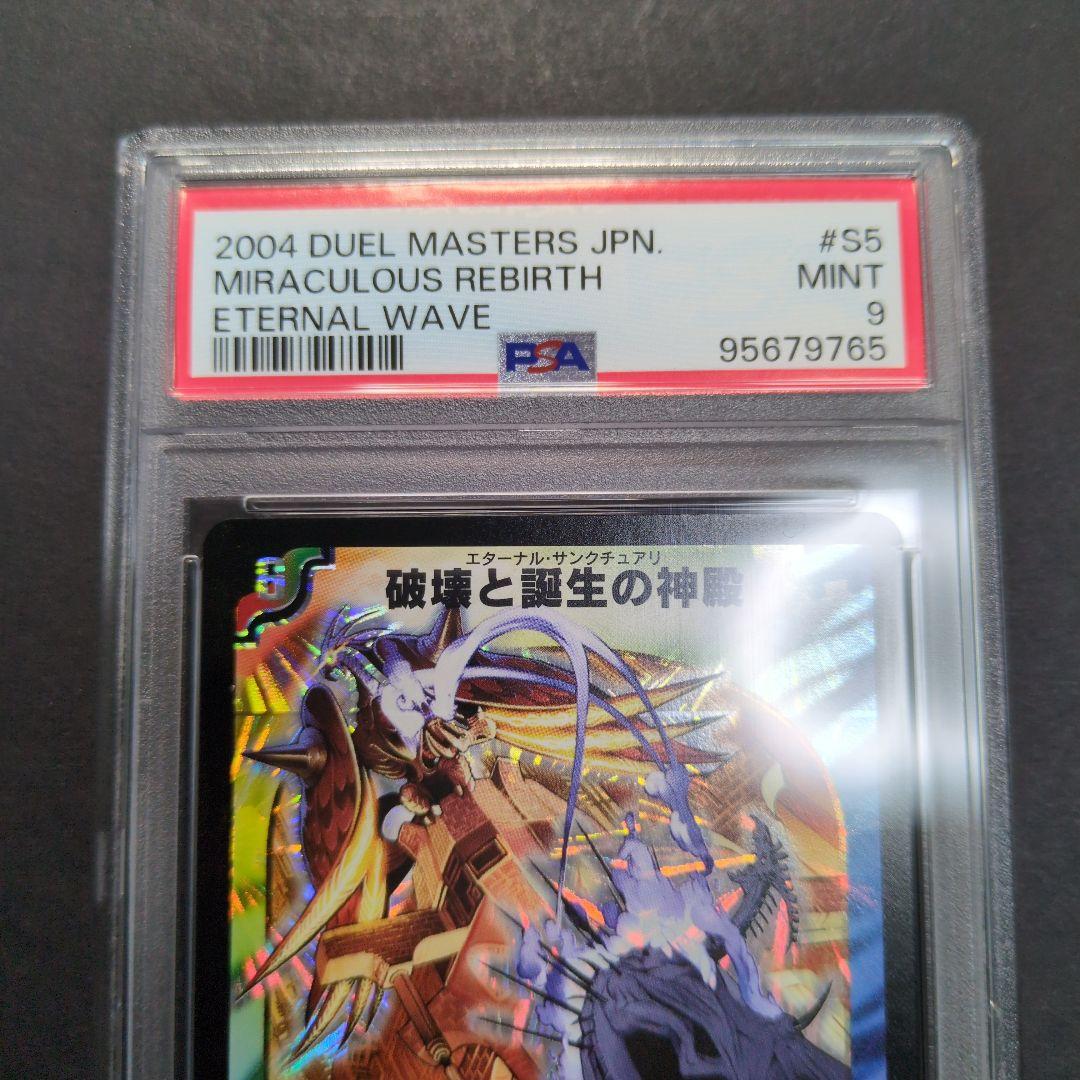 2004 DUEL MASTERS JPN. #S5
MIRACULOUS REBIRTH MINT
ETERNAL WAVE 9
PSA 95679765
エターナル・サンクチュアリ
破壊と誕生の神殿
5